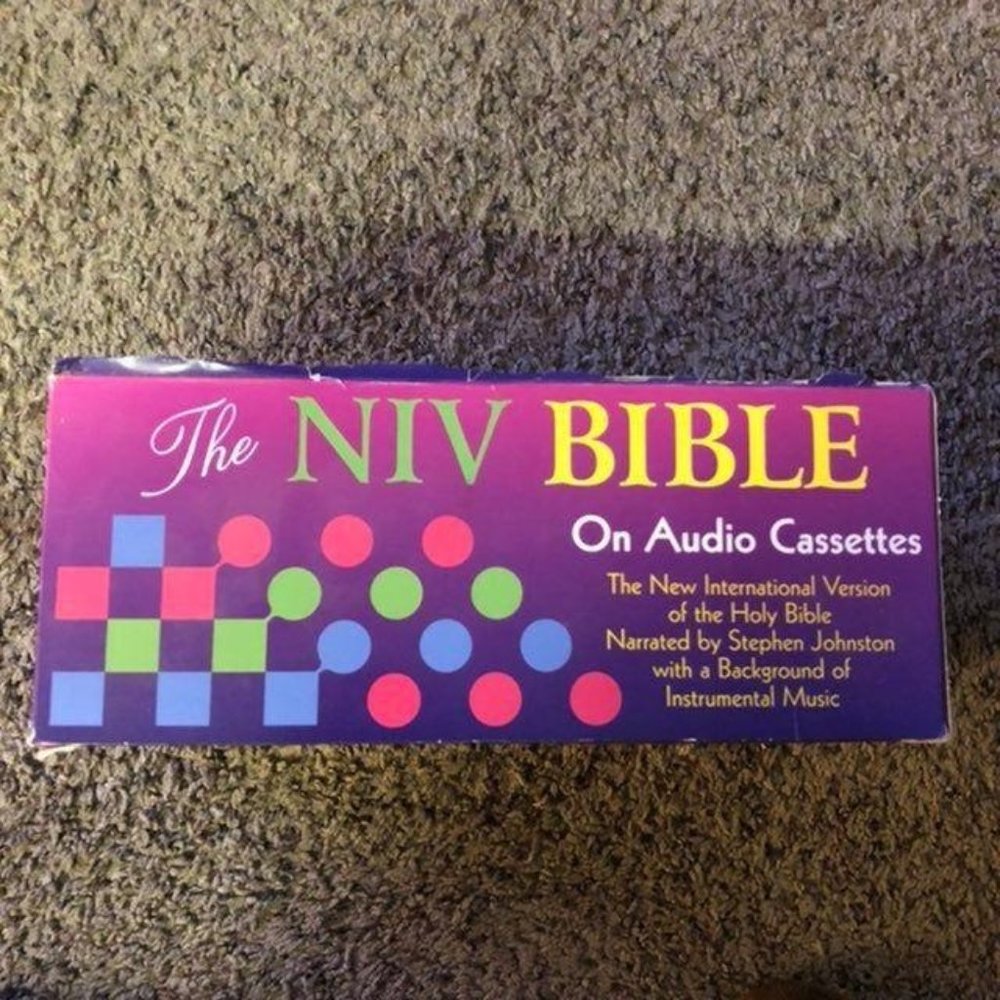 The NIV BIBLE
On Audio Cassettes
The New International Version
of the Holy Bible
Narrated by Stephen Johnston
with a Background of
Instrumental Music